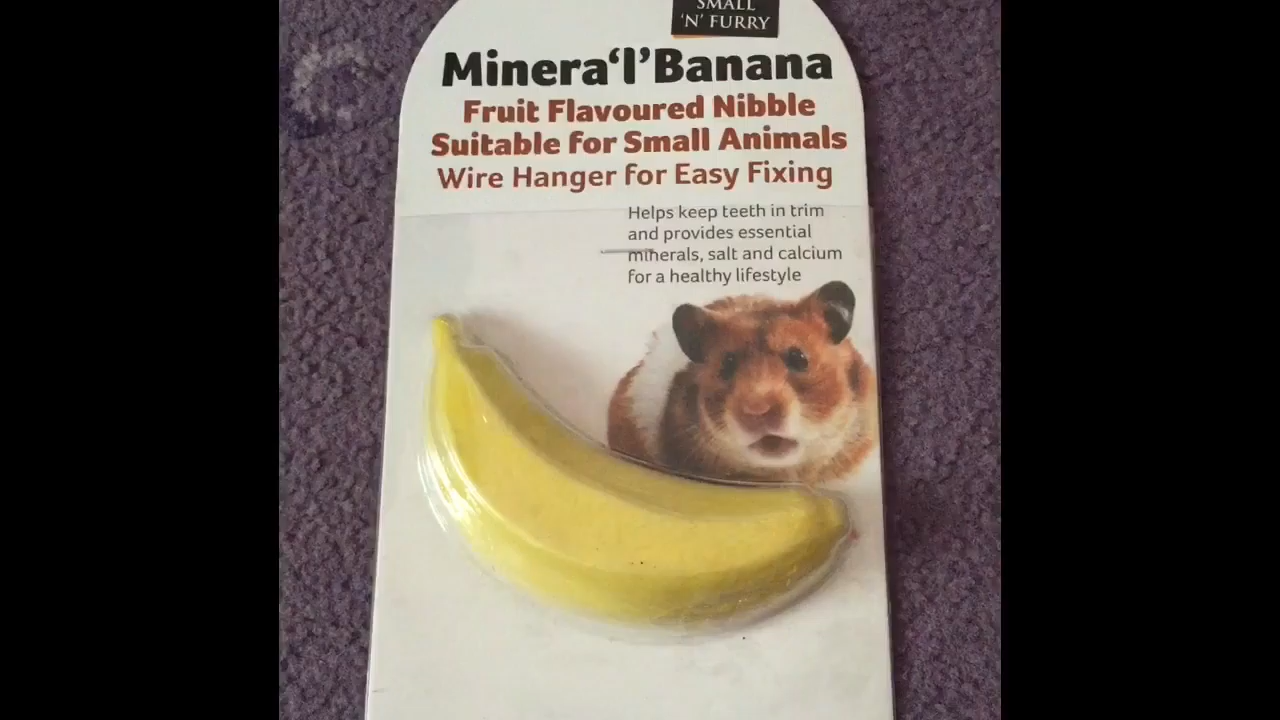 SMALL
'N' FURRY
Minera‘l’Banana
Fruit Flavoured Nibble
Suitable for Small Animals
Wire Hanger for Easy Fixing
Helps keep teeth in trim
and provides essential
minerals, salt and calcium
for a healthy lifestyle